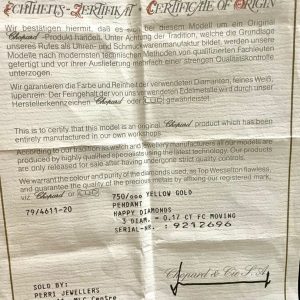 Echtheits-Zertifikat Certificate of Origin
Wir bestätigen hiermit, daß es sich bei diesem Modell um ein Original
Chopard-Produkt handelt. Unter Achtung der Tradition, welche die Grundlage
unseres Rufes als Uhren- und Schmuckwarenmanufaktur bildet, werden unsere
Modelle nach modernsten technischen Methoden von qualifizierten Fachleuten
gefertigt und vor ihrer Auslieferung einer strengen Qualitätskontrolle
unterzogen.
Wir garantieren die Farbe und Reinheit der verwendeten Diamanten, feines Weiß,
lupenrein. Der Feingehalt der von uns verwendeten Edelmetalle wird durch unser
Herstellerkennzeichen Chopard oder gewährleistet.
This is to certify that this model is an original Chopard product which has been
entirely manufactured in our own workshops.
According to our tradition as watch and jewellery manufacturers all our models are
produced by highly qualified specialists using the latest technology. Our products
are only released for sale after having undergone strict quality controls.
We warrant the colour and purity of the diamonds used, as Top Wesselton flawless,
and guarantee the quality of the precious metals by affixing our registered mark,
viz Chopard or
79/4611-20
750/ooo YELLOW GOLD
PENDANT
HAPPY DIAMONDS
3 DIAM. = 0,17 CT FC MOVING
SERIAL-NR. : 9212696
SOLD BY:
PERRI JEWELLERS
MLC Centre
Chopard & Cie S.A.